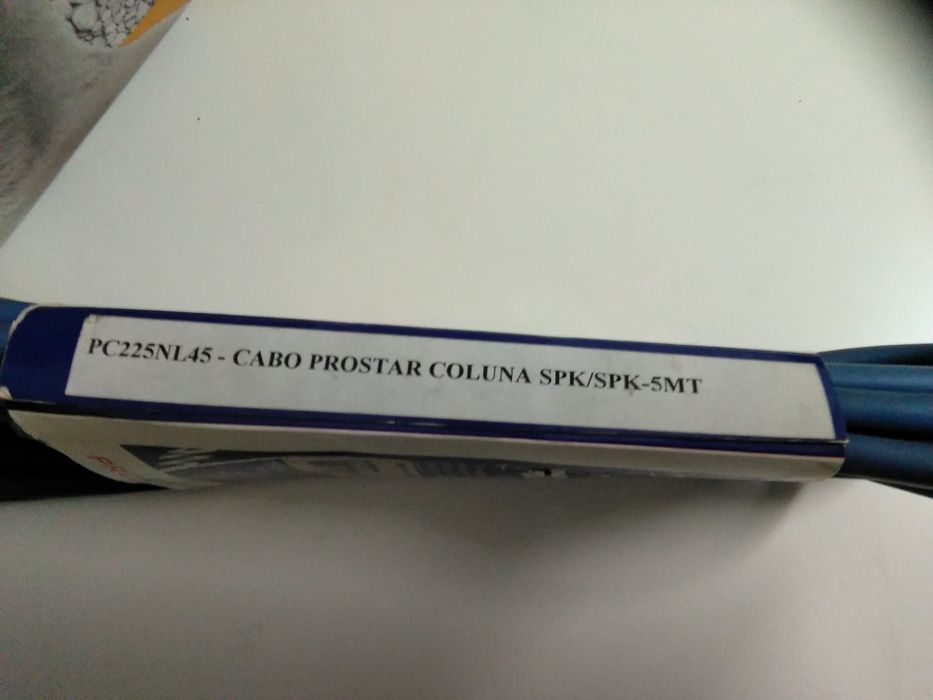 PC225NL45 - CABO PROSTAR COLUNA SPK/SPK-5MT